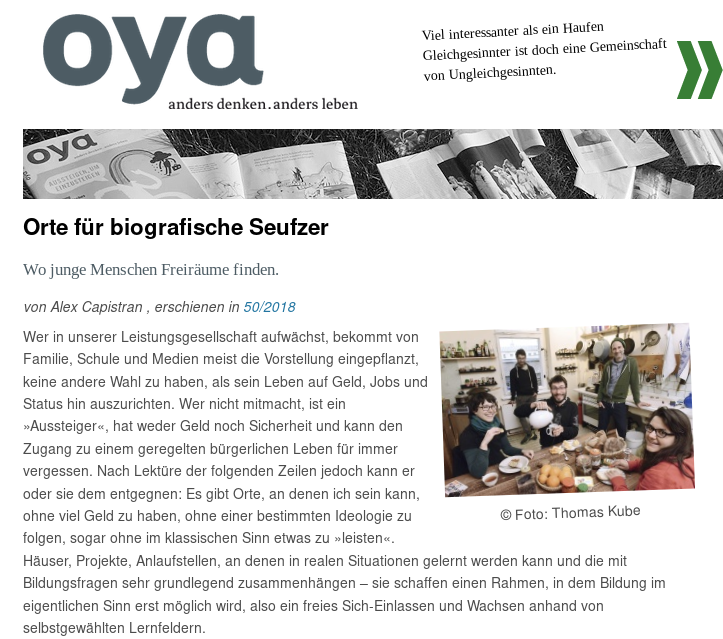 oya
anders denken.anders leben
Viel interessanter als ein Haufen
Gleichgesinnter ist doch eine Gemeinschaft
von Ungleichgesinnten.
oya
AUSSTEIGEN, UM
EINZUSTEIGEN
Orte für biografische Seufzer
Wo junge Menschen Freiräume finden.
von Alex Capistran , erschienen in 50/2018
Wer in unserer Leistungsgesellschaft aufwächst, bekommt von
Familie, Schule und Medien meist die Vorstellung eingepflanzt,
keine andere Wahl zu haben, als sein Leben auf Geld, Jobs und
Status hin auszurichten. Wer nicht mitmacht, ist ein
»Aussteiger«, hat weder Geld noch Sicherheit und kann den
Zugang zu einem geregelten bürgerlichen Leben für immer
vergessen. Nach Lektüre der folgenden Zeilen jedoch kann er
oder sie dem entgegnen: Es gibt Orte, an denen ich sein kann,
ohne viel Geld zu haben, ohne einer bestimmten Ideologie zu
folgen, sogar ohne im klassischen Sinn etwas zu »leisten«.
Häuser, Projekte, Anlaufstellen, an denen in realen Situationen gelernt werden kann und die mit
Bildungsfragen sehr grundlegend zusammenhängen – sie schaffen einen Rahmen, in dem Bildung im
eigentlichen Sinn erst möglich wird, also ein freies Sich-Einlassen und Wachsen anhand von
selbstgewählten Lernfeldern.
© Foto: Thomas Kube